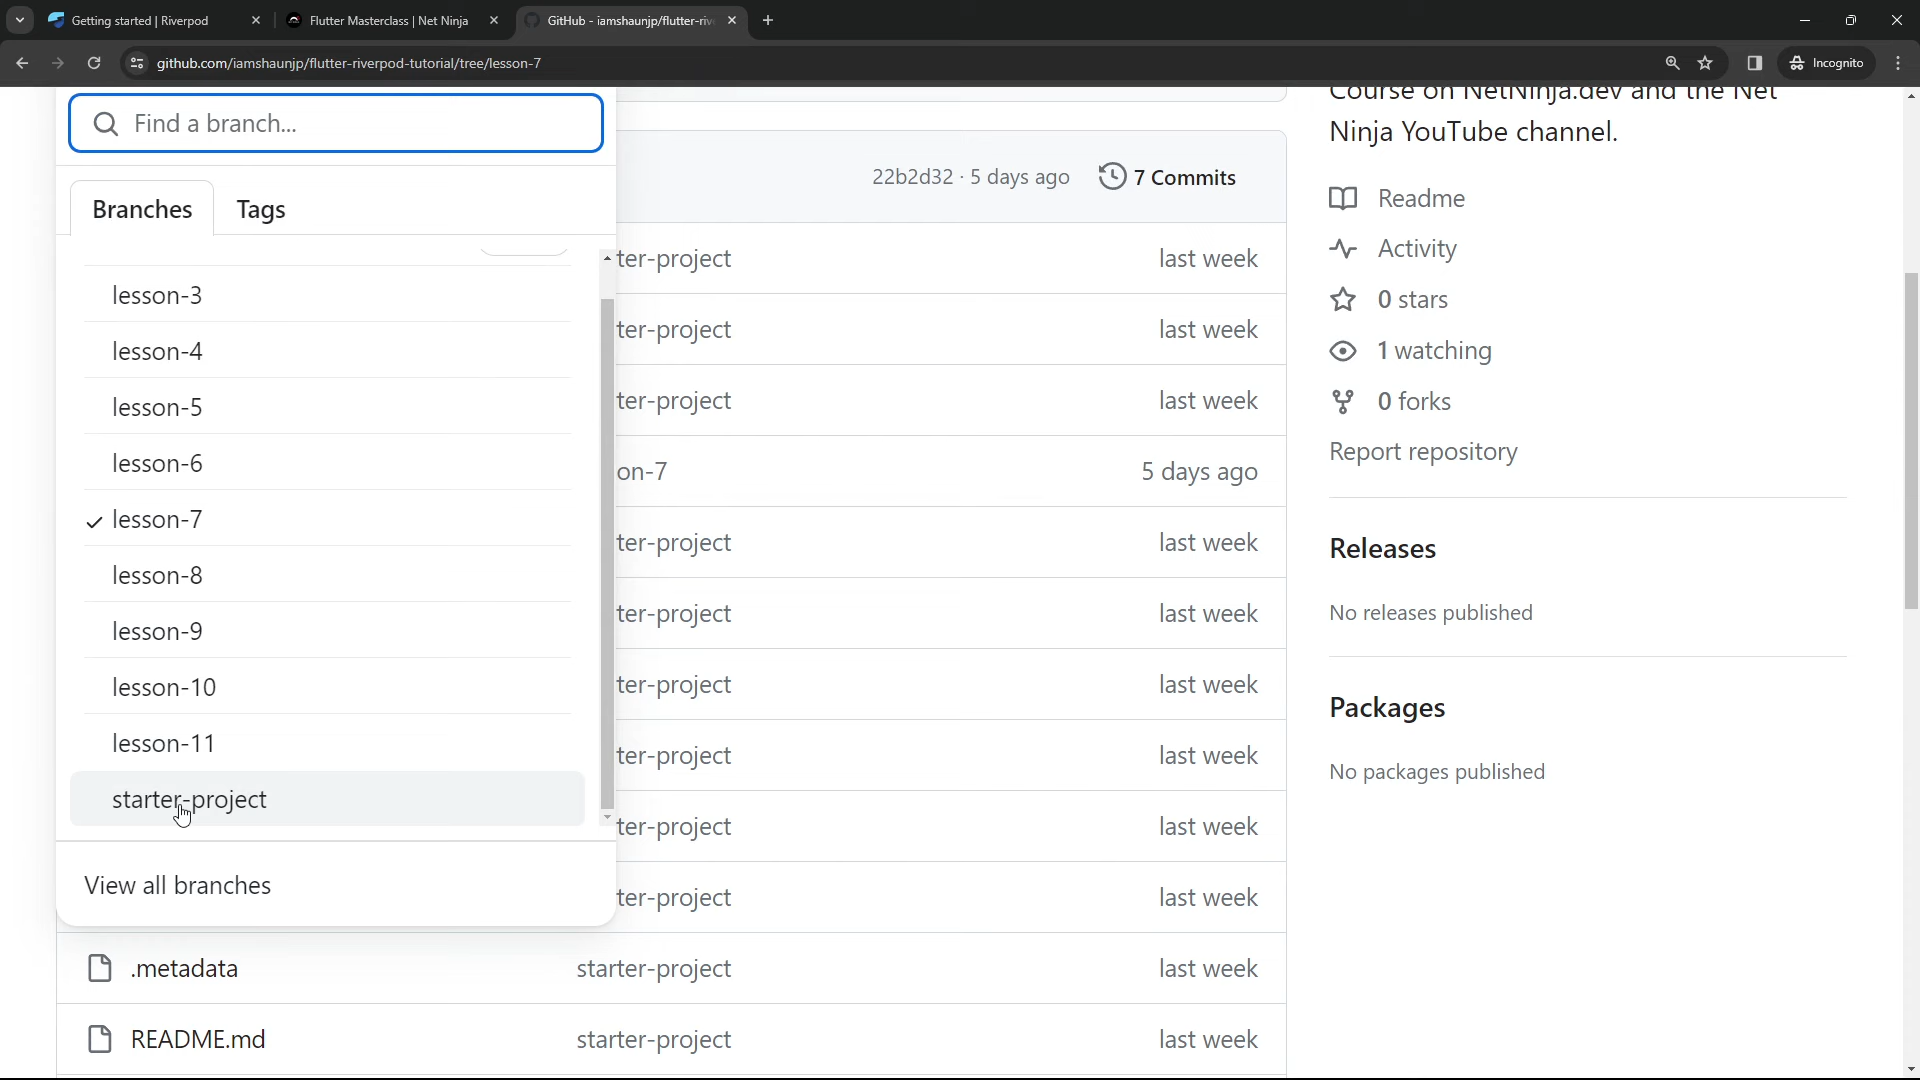 Getting started | Riverpod
Flutter Masterclass | Net Ninja
GitHub - iamshaunjp/flutter-riv
github.com/iamshaunjp/flutter-riverpod-tutorial/tree/lesson-7
Incognito
Find a branch...
Branches
Tags
lesson-3
lesson-4
lesson-5
lesson-6
lesson-7
lesson-8
lesson-9
lesson-10
lesson-11
starter-project
View all branches
22b2d32 · 5 days ago
7 Commits
ter-project last week
ter-project last week
ter-project last week
on-7 5 days ago
ter-project last week
ter-project last week
ter-project last week
ter-project last week
ter-project last week
ter-project last week
.metadata starter-project last week
README.md starter-project last week
Course on NetNinja.dev and the Net
Ninja YouTube channel.
Readme
Activity
0 stars
1 watching
0 forks
Report repository
Releases
No releases published
Packages
No packages published